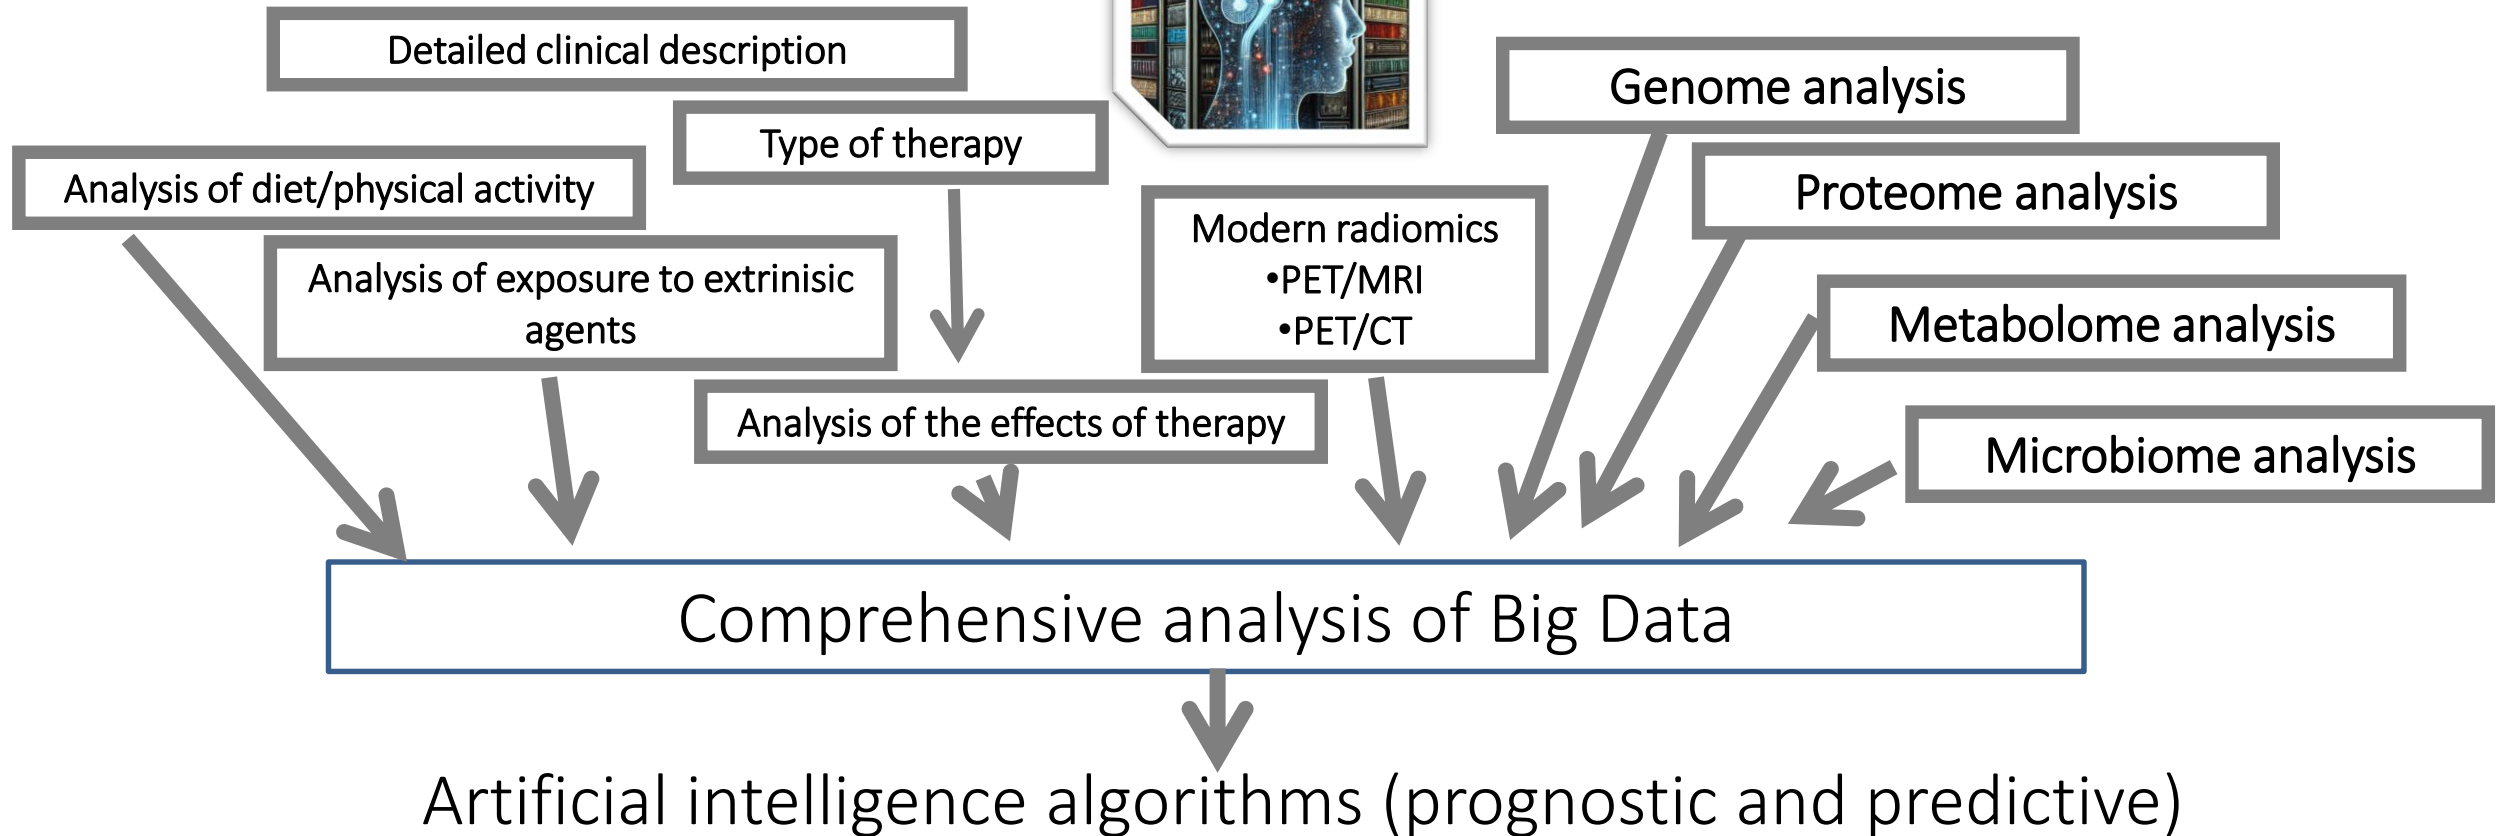 Detailed clinical description
Type of therapy
Analysis of diet/physical activity
Analysis of exposure to extrinisic
agents
Analysis of the effects of therapy
Modern radiomics
•PET/MRI
•PET/CT
Genome analysis
Proteome analysis
Metabolome analysis
Microbiome analysis
Comprehensive analysis of Big Data
Artificial intelligence algorithms (prognostic and predictive)